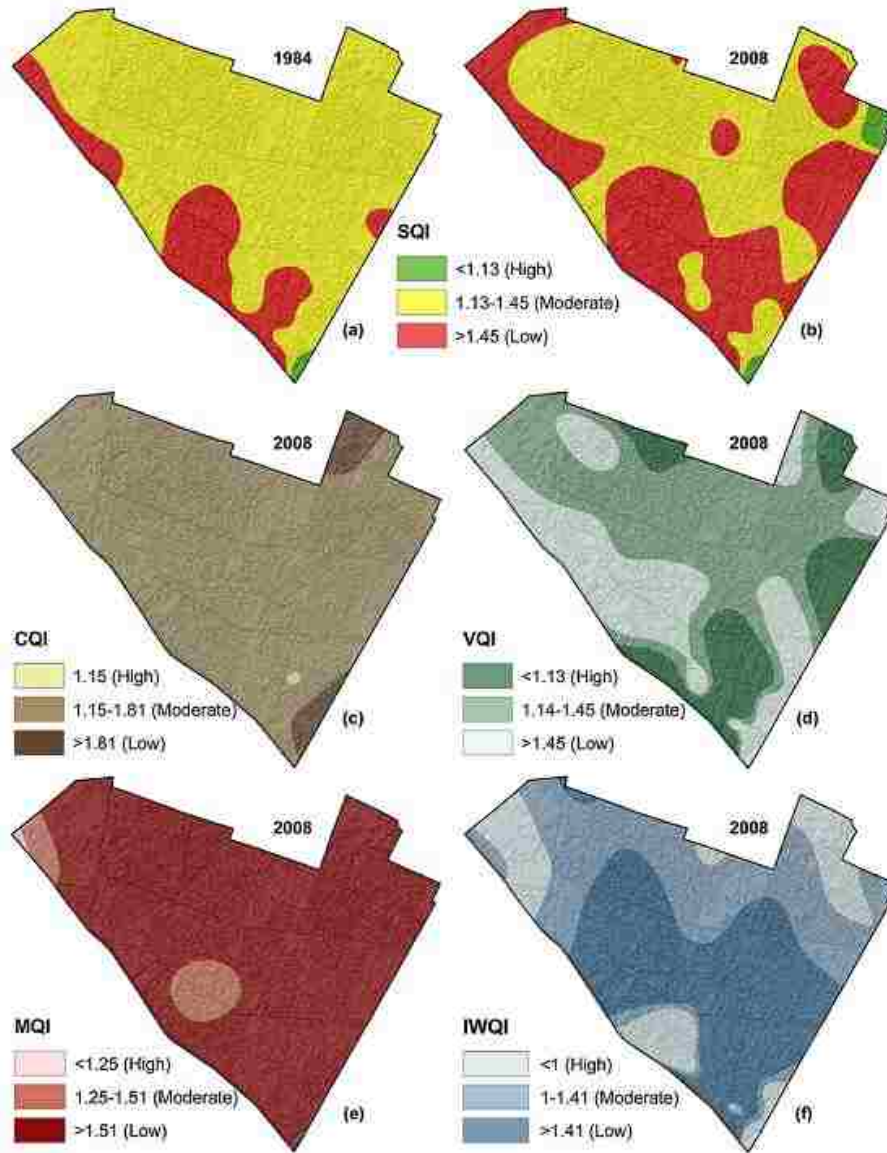 1984
2008
SQI
<1.13 (High)
1.13-1.45 (Moderate)
>1.45 (Low)
(a)
(b)
2008
2008
CQI
1.15 (High)
1.15-1.81 (Moderate)
>1.81 (Low)
(c)
VQI
<1.13 (High)
1.14-1.45 (Moderate)
>1.45 (Low)
(d)
2008
2008
MQI
<1.25 (High)
1.25-1.51 (Moderate)
>1.51 (Low)
(e)
IWQI
<1 (High)
1-1.41 (Moderate)
>1.41 (Low)
(f)